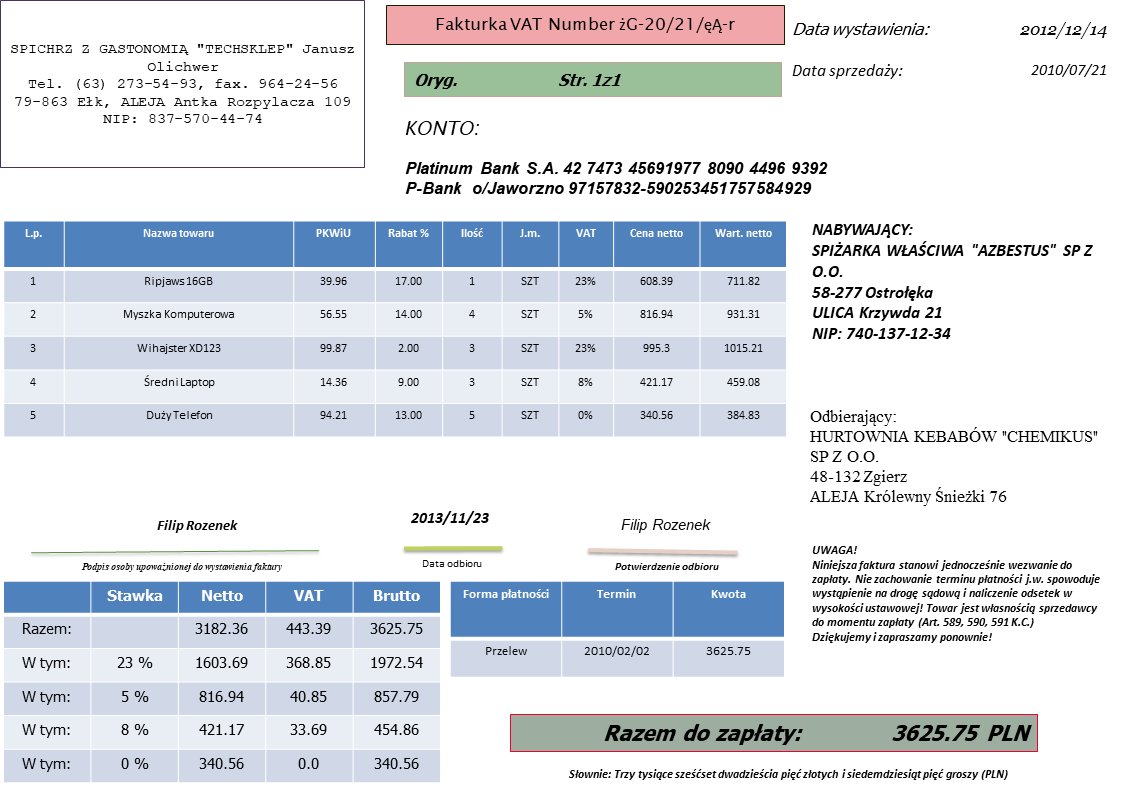 SPICHRZ Z GASTONOMIĄ "TECHSKLEP" Janusz
Olichwer
Tel. (63) 273-54-93, fax. 964-24-56
79-863 Ełk, ALEJA Antka Rozpylacza 109
NIP: 837-570-44-74
Fakturka VAT Number żG-20/21/ęĄ-r
Oryg. Str. 1z1
Data wystawienia: 2012/12/14
Data sprzedaży: 2010/07/21
KONTO:
Platinum Bank S.A. 42 7473 45691977 8090 4496 9392
P-Bank o/Jaworzno 97157832-590253451757584929
L.p. Nazwa towaru PKWiU Rabat % Ilość J.m. VAT Cena netto Wart. netto
1 Ripjaws 16GB 39.96 17.00 1 SZT 23% 608.39 711.82
2 Myszka Komputerowa 56.55 14.00 4 SZT 5% 816.94 931.31
3 Wihajster XD123 99.87 2.00 3 SZT 23% 995.3 1015.21
4 Średni Laptop 14.36 9.00 3 SZT 8% 421.17 459.08
5 Duży Telefon 94.21 13.00 5 SZT 0% 340.56 384.83
NABYWAJĄCY:
SPIŻARKA WŁAŚCIWA "AZBESTUS" SP Z
O.O.
58-277 Ostrołęka
ULICA Krzywda 21
NIP: 740-137-12-34
Odbierający:
HURTOWNIA KEBABÓW "CHEMIKUS"
SP Z O.O.
48-132 Zgierz
ALEJA Królewny Śnieżki 76
Filip Rozenek
Podpis osoby upoważnionej do wystawienia faktury
2013/11/23
Data odbioru
Filip Rozenek
Potwierdzenie odbioru
UWAGA!
Niniejsza faktura stanowi jednocześnie wezwanie do
zapłaty. Nie zachowanie terminu płatności j.w. spowoduje
wystąpienie na drogę sądową i naliczenie odsetek w
wysokości ustawowej! Towar jest własnością sprzedawcy
do momentu zapłaty (Art. 589, 590, 591 K.C.)
Dziękujemy i zapraszamy ponownie!
Stawka Netto VAT Brutto
Razem: 3182.36 443.39 3625.75
W tym: 23 % 1603.69 368.85 1972.54
W tym: 5 % 816.94 40.85 857.79
W tym: 8 % 421.17 33.69 454.86
W tym: 0 % 340.56 0.0 340.56
Forma płatności Termin Kwota
Przelew 2010/02/02 3625.75
Razem do zapłaty: 3625.75 PLN
Słownie: Trzy tysiące sześćset dwadzieścia pięć złotych i siedemdziesiąt pięć groszy (PLN)